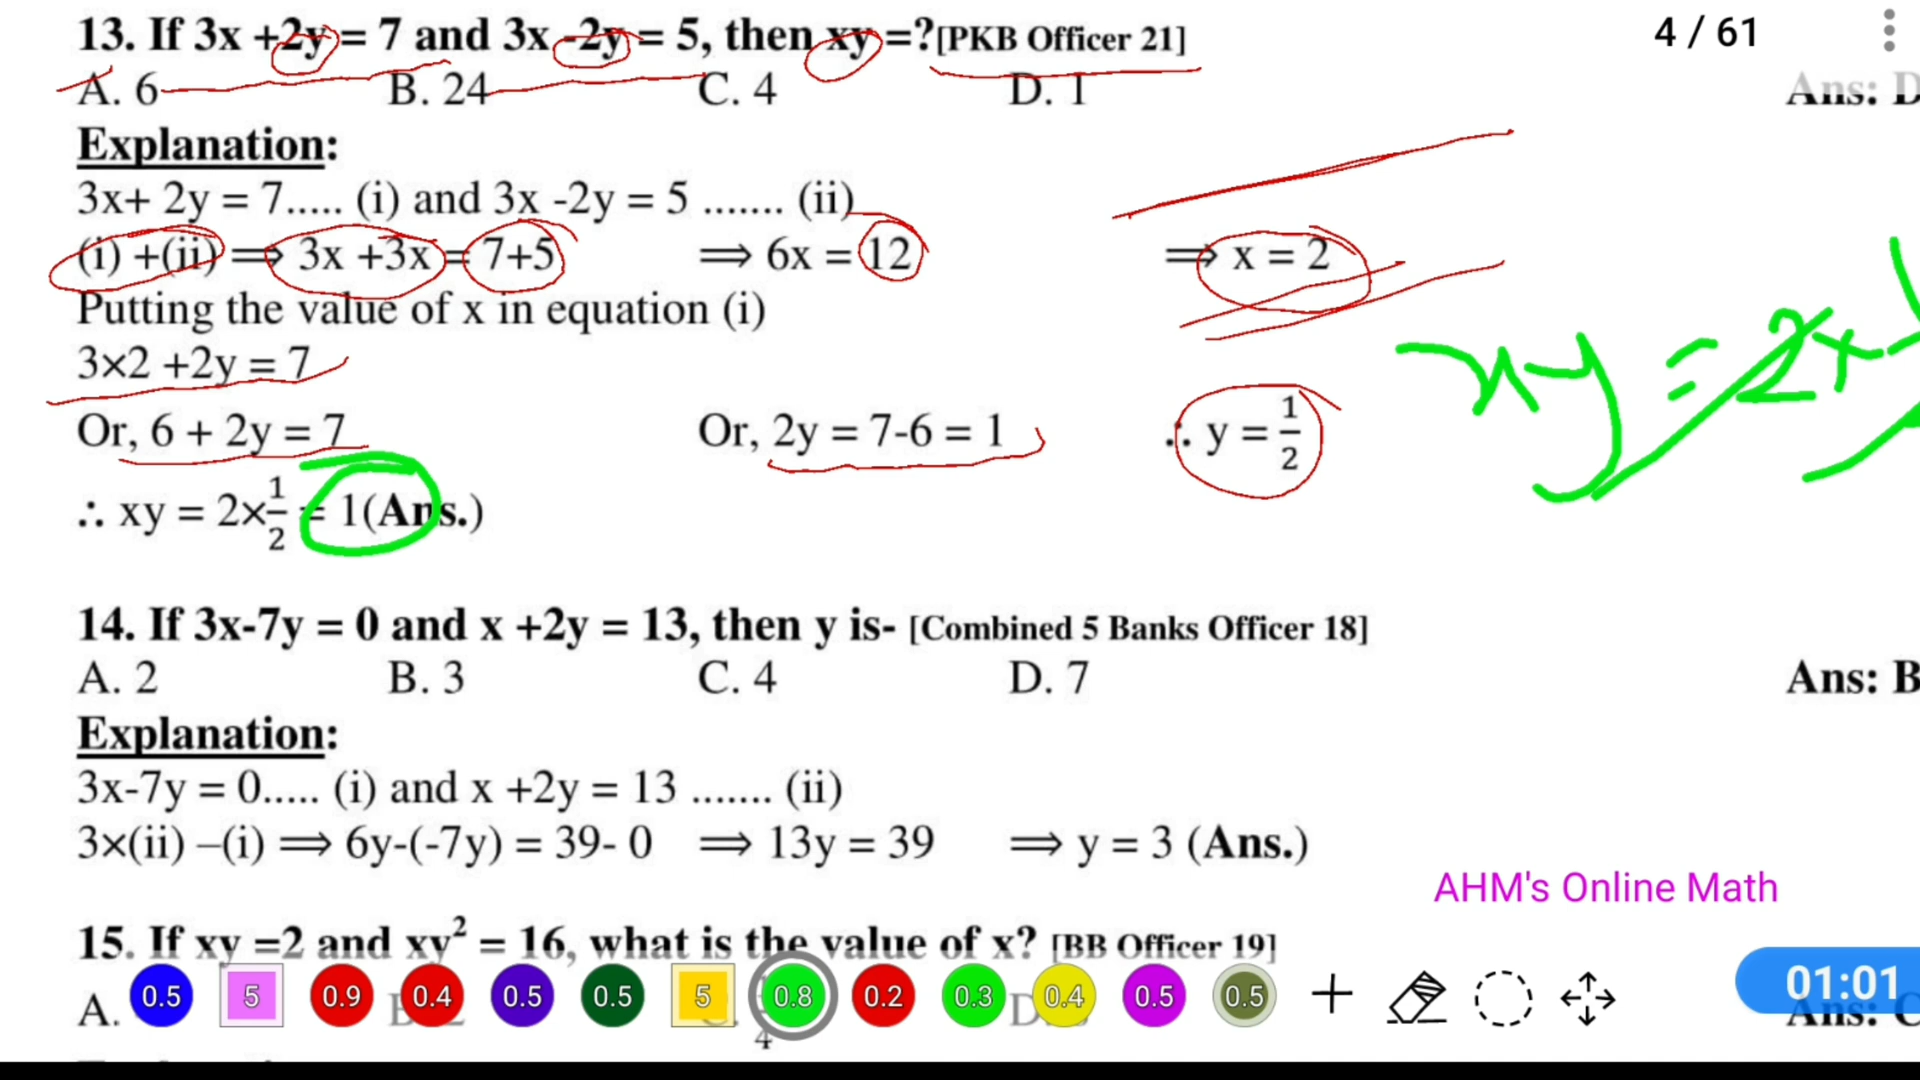 13. If 3x +2y = 7 and 3x -2y = 5, then xy =?[PKB Officer 21]
4 / 61
A. 6 B. 24 C. 4 D. 1 Ans: D
Explanation:
3x+ 2y = 7..... (i) and 3x -2y = 5 ....... (ii)
(i) +(ii) ⟹ 3x +3x = 7+5 ⟹ 6x = 12 ⟹ x = 2
Putting the value of x in equation (i)
3×2 +2y = 7
xy = 2×
Or, 6 + 2y = 7 Or, 2y = 7-6 = 1 ∴ y = 1/2
∴ xy = 2×1/2 = 1(Ans.)
14. If 3x-7y = 0 and x +2y = 13, then y is- [Combined 5 Banks Officer 18]
A. 2 B. 3 C. 4 D. 7 Ans: B
Explanation:
3x-7y = 0..... (i) and x +2y = 13 ....... (ii)
3×(ii) –(i) ⟹ 6y-(-7y) = 39- 0 ⟹ 13y = 39 ⟹ y = 3 (Ans.)
AHM's Online Math
15. If xy =2 and xy² = 16, what is the value of x? [BB Officer 19]
0.5 5 0.9 0.4 0.5 0.5 5 0.8 0.2 0.3 0.4 0.5 0.5 01:01
A. Ans: C